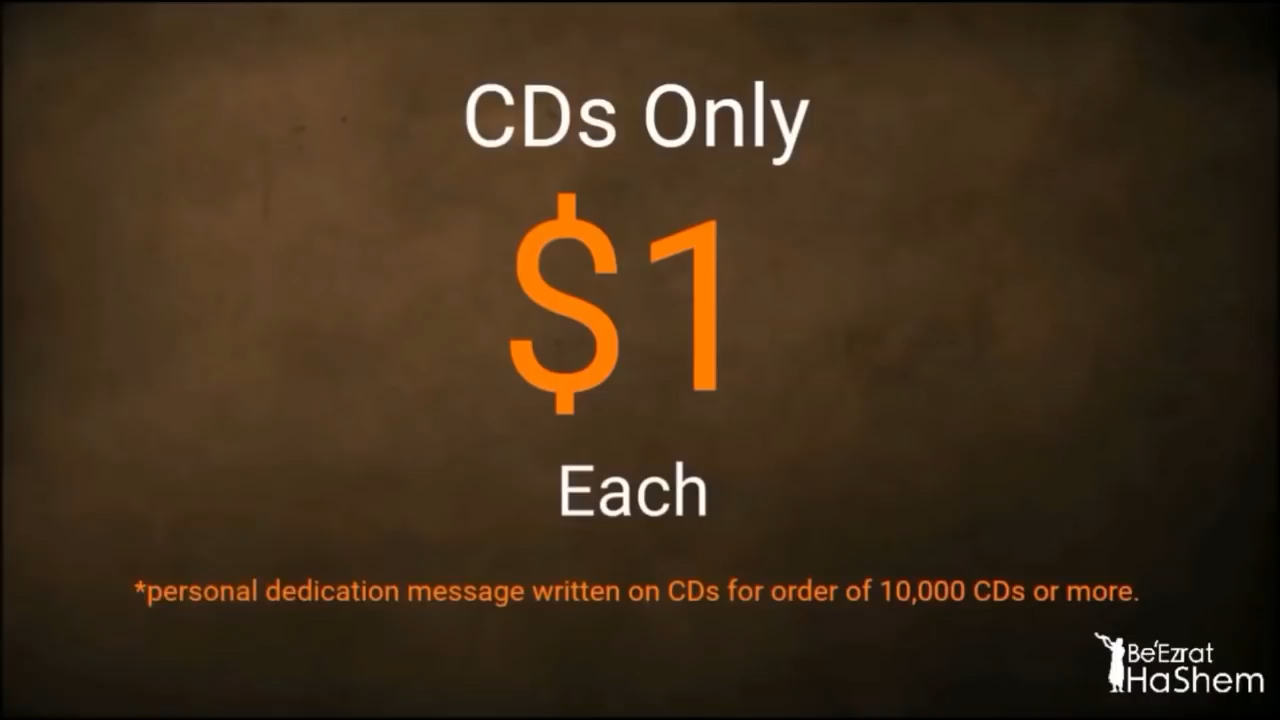 CDs Only
$1
Each
*personal dedication message written on CDs for order of 10,000 CDs or more.
Be'Ezrat
HaShem